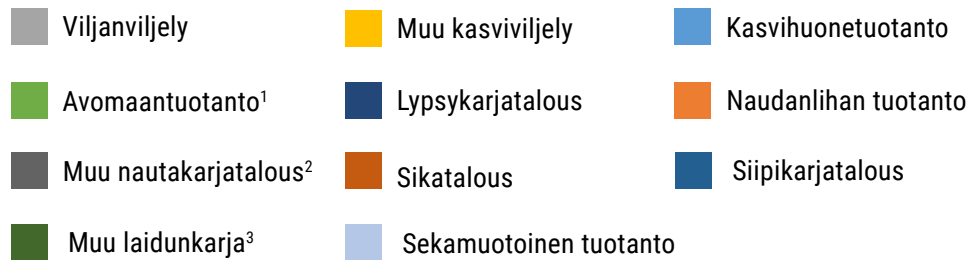 Viljanviljely
Muu kasviviljely
Kasvihuonetuotanto
Avomaantuotanto¹
Lypsykarjatalous
Naudanlihan tuotanto
Muu nautakarjatalous²
Sikatalous
Siipikarjatalous
Muu laidunkarja³
Sekamuotoinen tuotanto